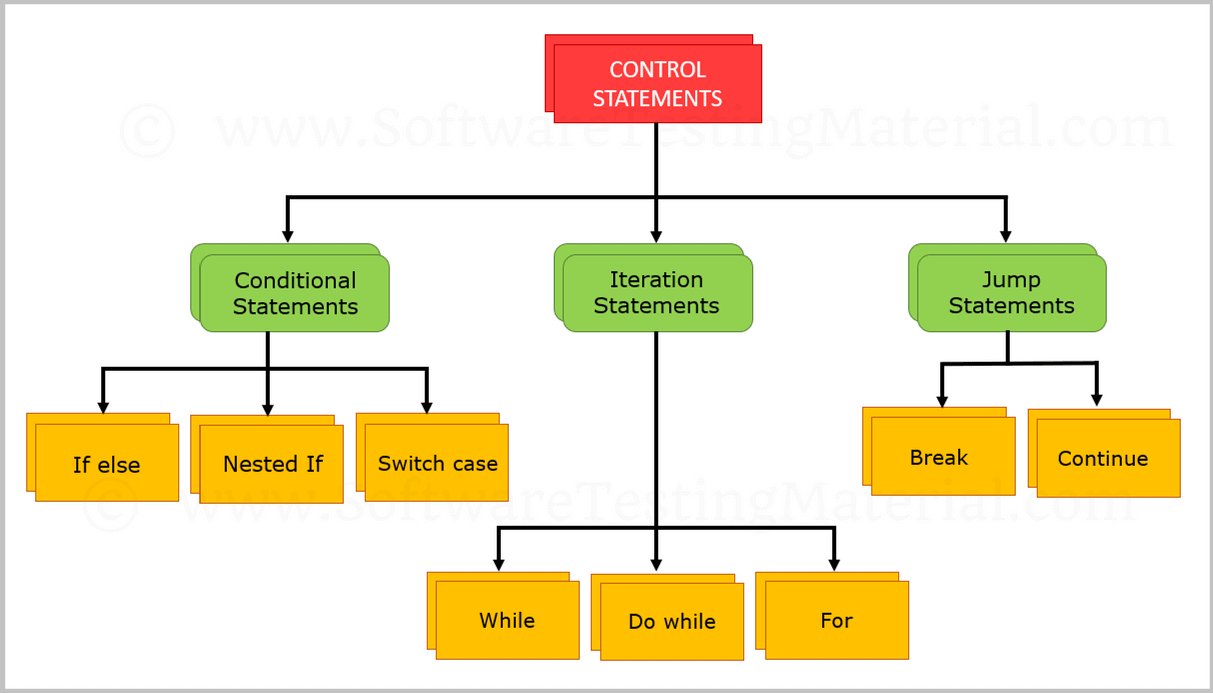 CONTROL
STATEMENTS
© www.SoftwareTestingMaterial.com
Conditional
Statements
Iteration
Statements
Jump
Statements
If else
Nested If
Switch case
Break
Continue
© www.SoftwareTestingMaterial.com
While
Do while
For